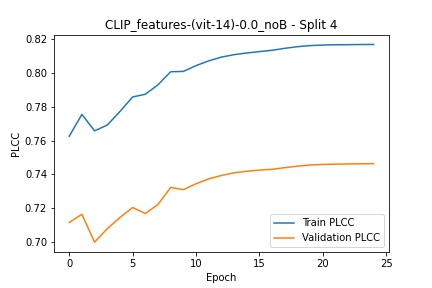 CLIP_features-(vit-14)-0.0_noB - Split 4
0.82
0.80
0.78
0.76
0.74
0.72
0.70
PLCC
Train PLCC
Validation PLCC
0 5 10 15 20 25
Epoch